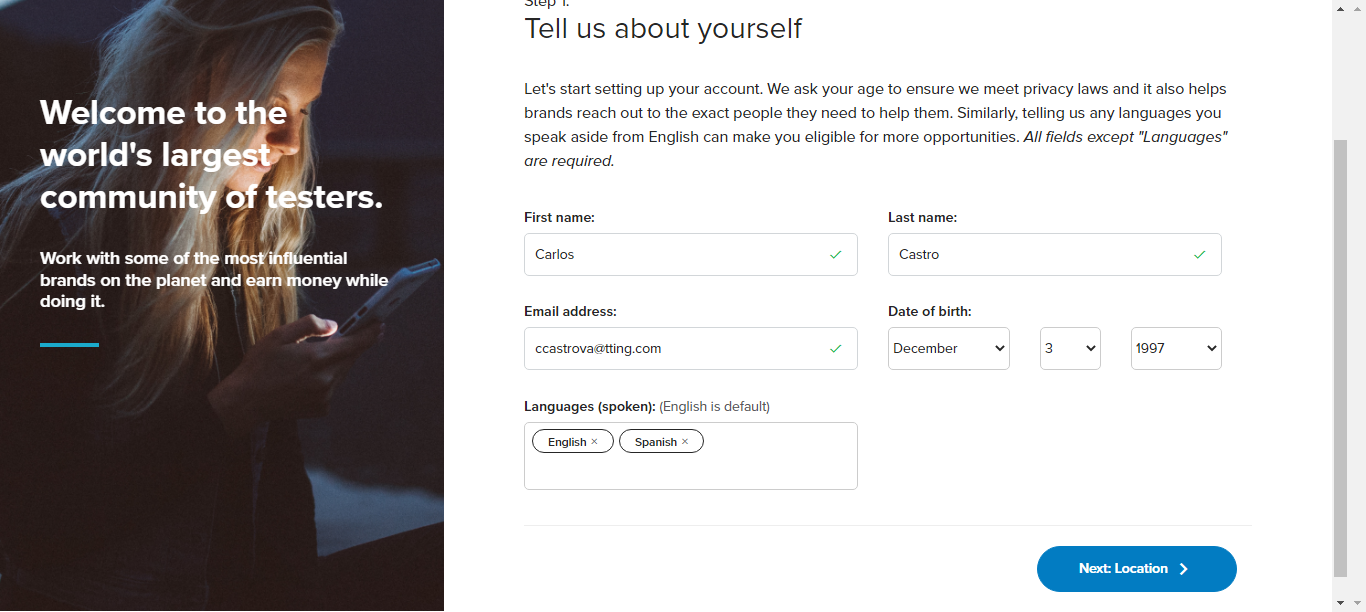 Welcome to the
world's largest
community of testers.
Work with some of the most influential
brands on the planet and earn money while
doing it.
Step 1:
Tell us about yourself
Let's start setting up your account. We ask your age to ensure we meet privacy laws and it also helps
brands reach out to the exact people they need to help them. Similarly, telling us any languages you
speak aside from English can make you eligible for more opportunities. All fields except "Languages"
are required.
First name:
Last name:
Carlos
Castro
Email address:
Date of birth:
ccastrova@tting.com
December
3
1997
Languages (spoken): (English is default)
English ×
Spanish ×
Next: Location